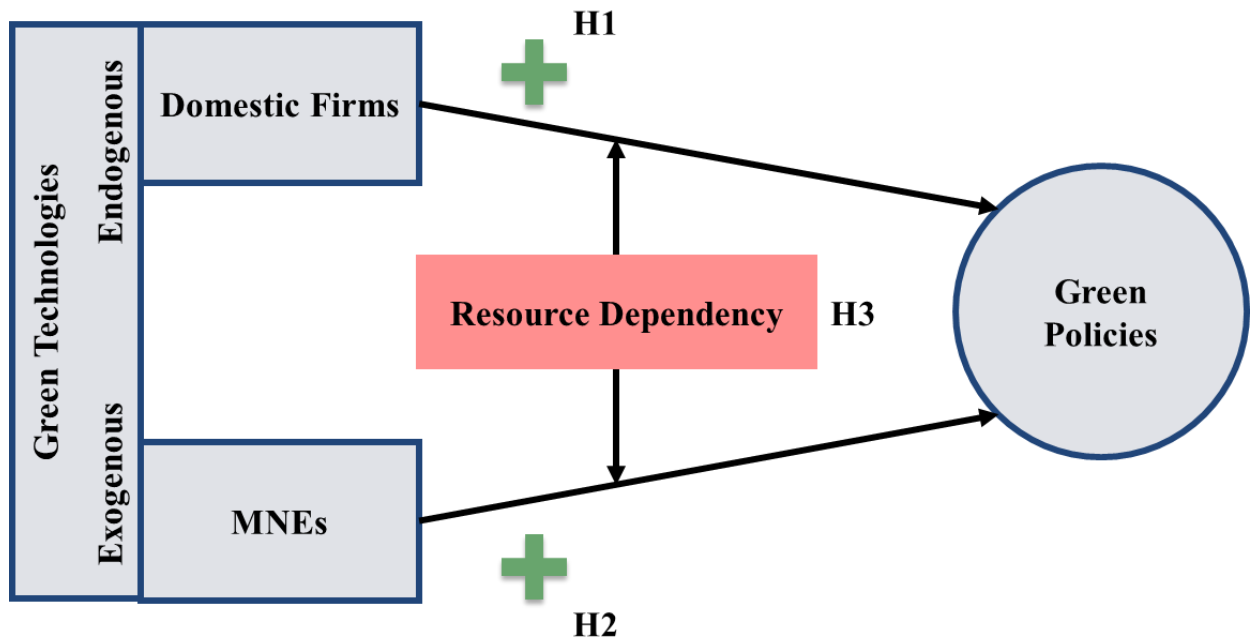 H1
Domestic Firms
Endogenous
Green Technologies
Resource Dependency
H3
Green
Policies
Exogenous
MNEs
H2